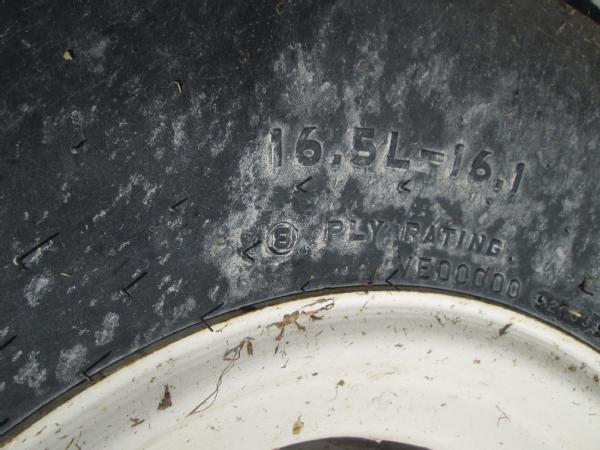 16.5L-16.1
8 PLY RATING
VE00000